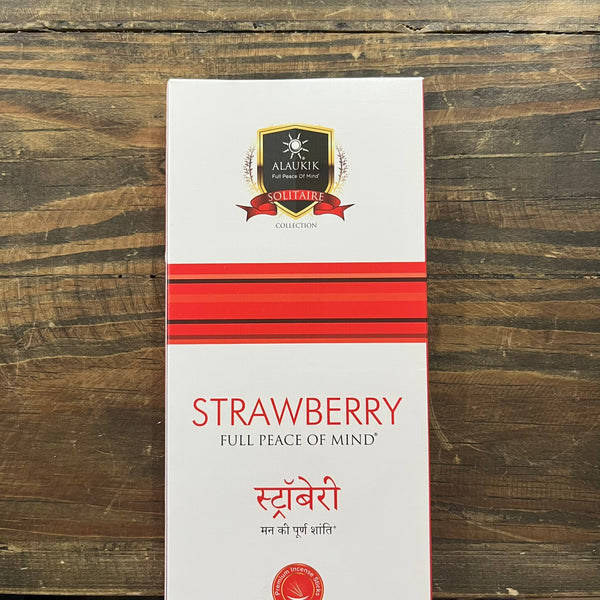 ALAUKIK
Full Peace Of Mind®
SOLITAIRE
COLLECTION
STRAWBERRY
FULL PEACE OF MIND®
स्ट्रॉबेरी
मन की पूर्ण शांति®
Premium Incense Sticks